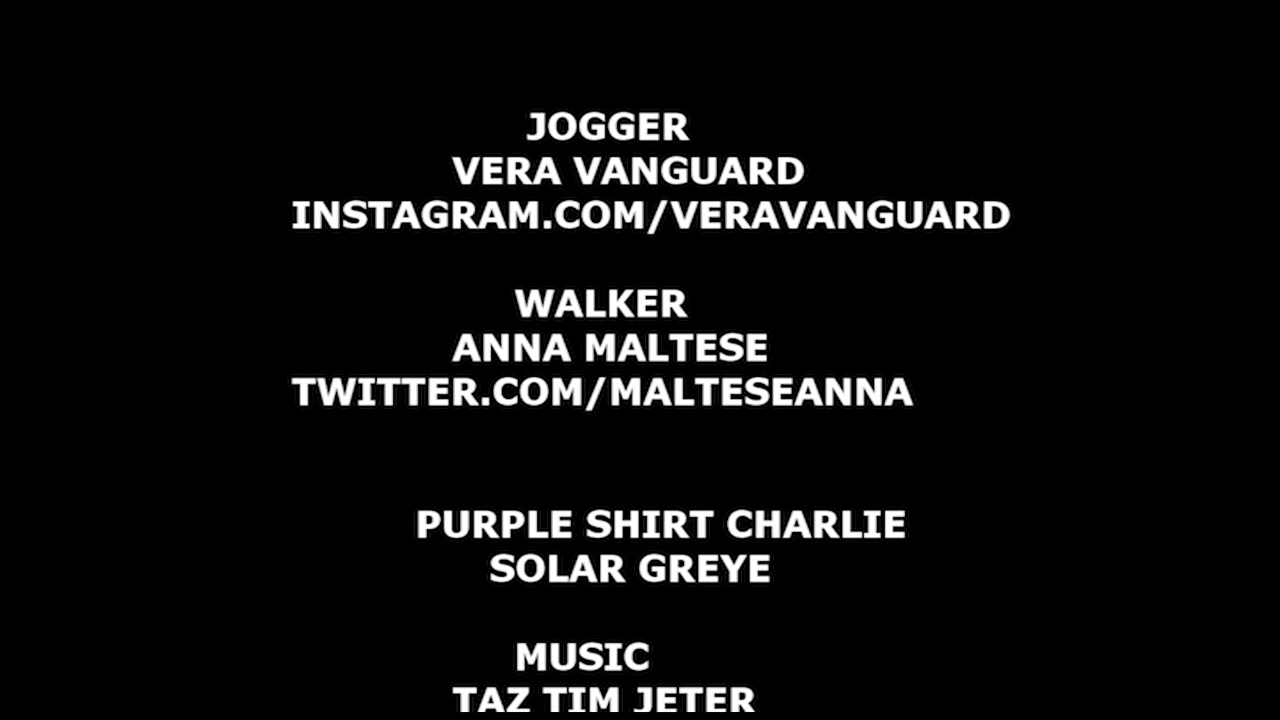 JOGGER
VERA VANGUARD
INSTAGRAM.COM/VERAVANGUARD
WALKER
ANNA MALTESE
TWITTER.COM/MALTESEANNA
PURPLE SHIRT CHARLIE
SOLAR GREYE
MUSIC
TAZ TIM JETER